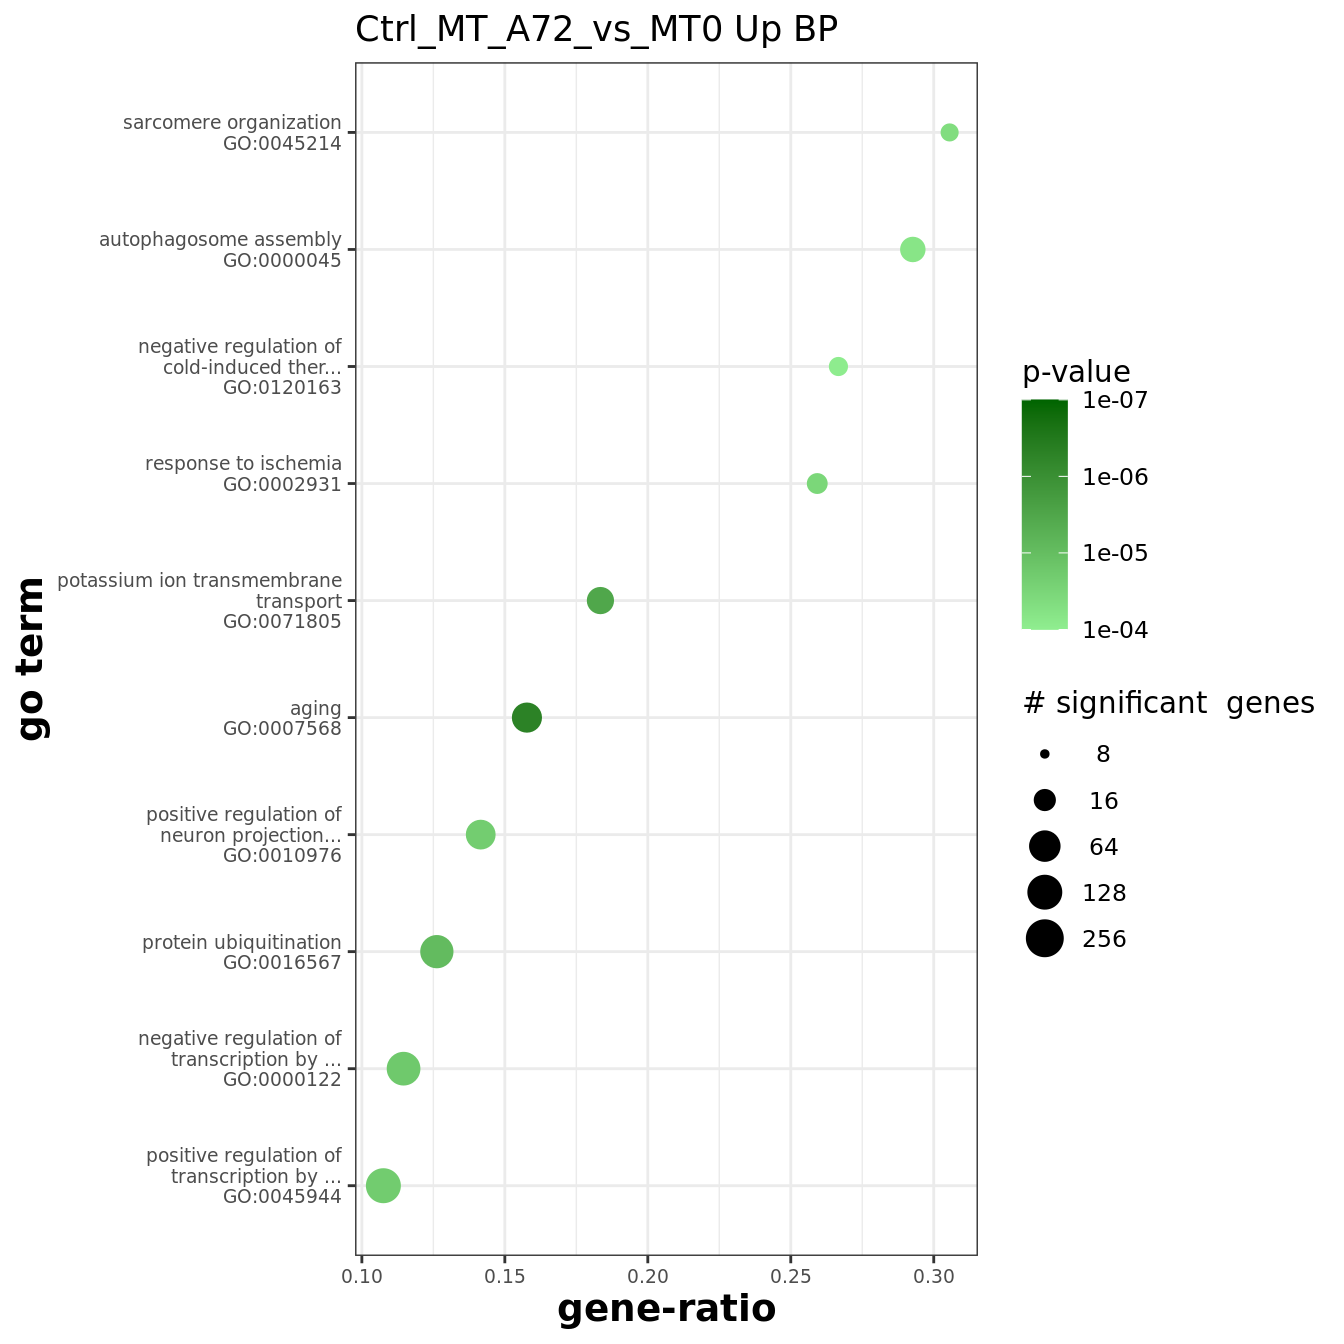 Ctrl_MT_A72_vs_MT0 Up BP
sarcomere organization
GO:0045214
autophagosome assembly
GO:0000045
negative regulation of
cold-induced ther...
GO:0120163
response to ischemia
GO:0002931
potassium ion transmembrane
transport
GO:0071805
aging
GO:0007568
positive regulation of
neuron projection...
GO:0010976
protein ubiquitination
GO:0016567
negative regulation of
transcription by ...
GO:0000122
positive regulation of
transcription by ...
GO:0045944
go term
0.10 0.15 0.20 0.25 0.30
gene-ratio
p-value
1e-07
1e-06
1e-05
1e-04
# significant  genes
8
16
64
128
256